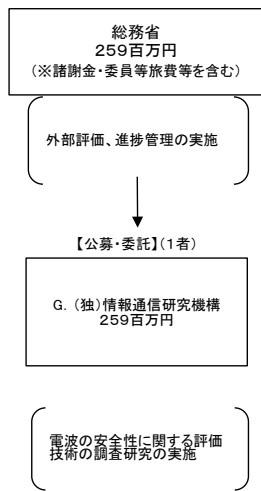 総務省
259百万円
(※諸謝金・委員等旅費等を含む)
外部評価、進捗管理の実施
【公募・委託】(1者)
G. (独)情報通信研究機構
259百万円
電波の安全性に関する評価
技術の調査研究の実施